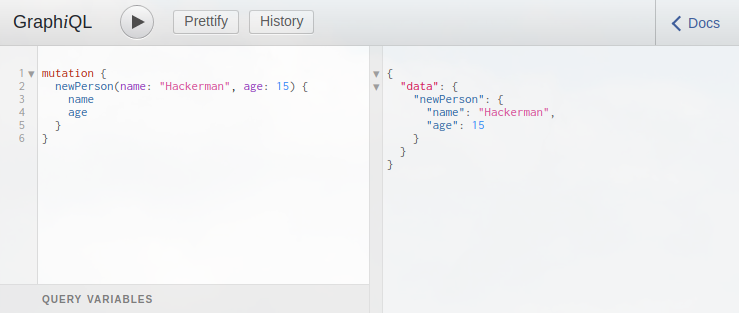 GraphiQL
Prettify
History
Docs
1 mutation {
2 newPerson(name: "Hackerman", age: 15) {
3 name
4 age
5 }
6 }
QUERY VARIABLES
{
"data": {
"newPerson": {
"name": "Hackerman",
"age": 15
}
}
}